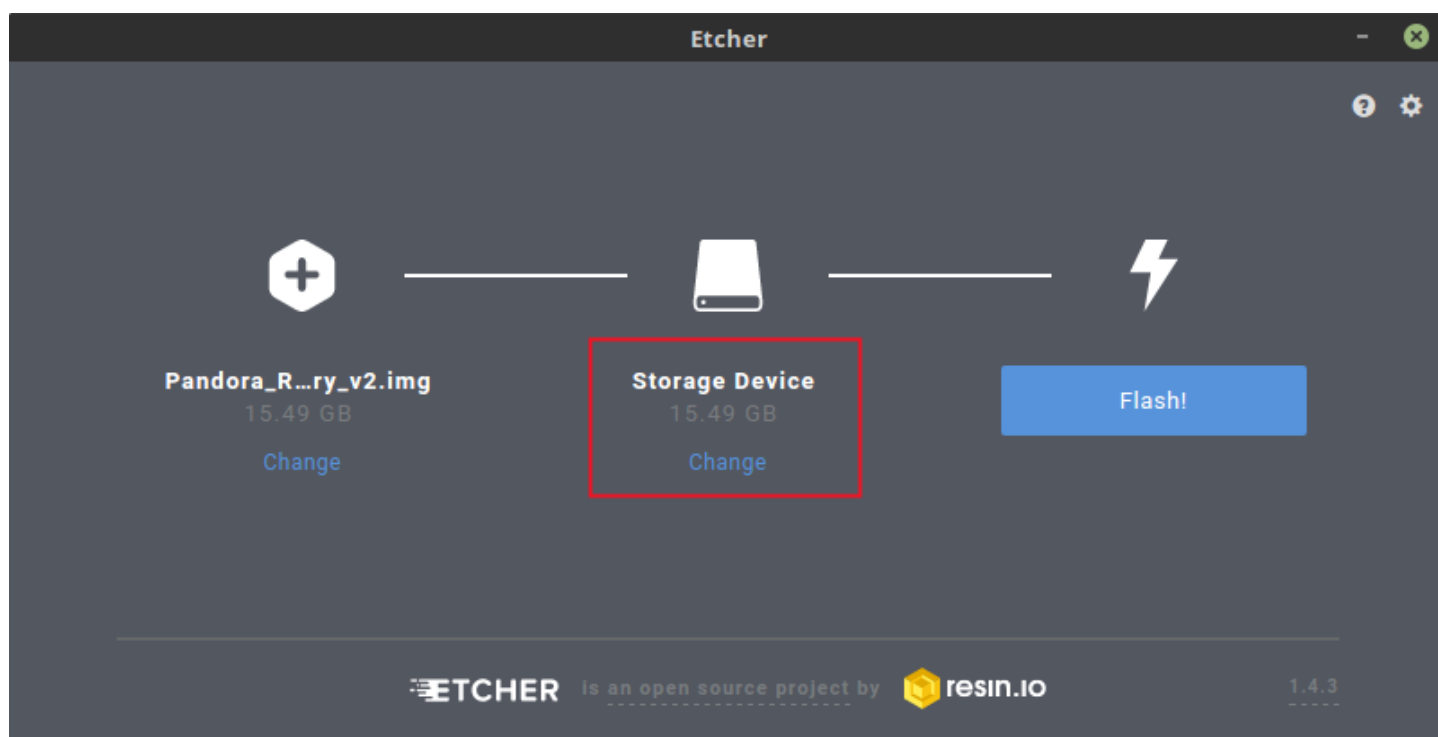 Etcher
Pandora_R...ry_v2.img
15.49 GB
Change
Storage Device
15.49 GB
Change
Flash!
ETCHER is an open source project by resin.io
1.4.3